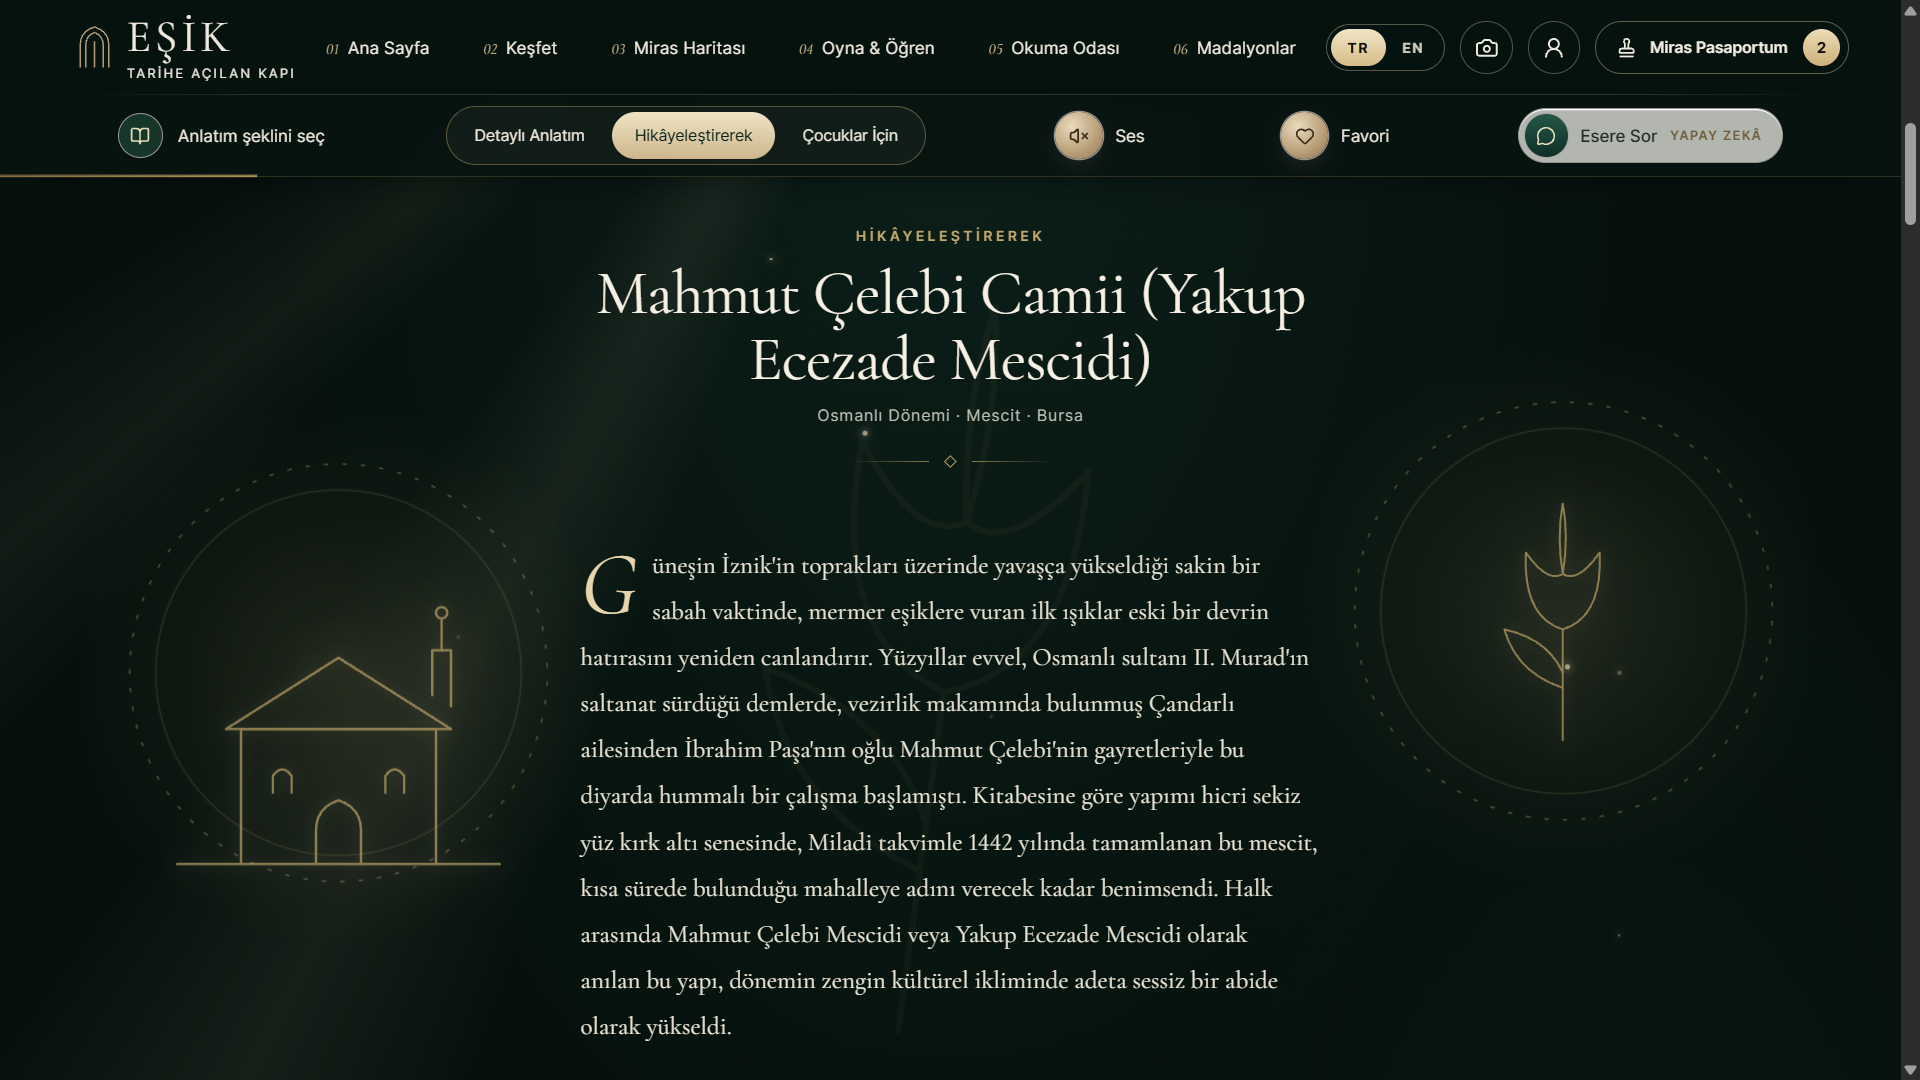 EŞİK
TARİHE AÇILAN KAPI
01 Ana Sayfa
02 Keşfet
03 Miras Haritası
04 Oyna & Öğren
05 Okuma Odası
06 Madalyonlar
TR EN
Miras Pasaportum 2
Anlatım şeklini seç
Detaylı Anlatım
Hikâyeleştirerek
Çocuklar İçin
Ses
Favori
Esere Sor YAPAY ZEKÂ
HİKÂYELEŞTİREREK
Mahmut Çelebi Camii (Yakup
Ecezade Mescidi)
Osmanlı Dönemi · Mescit · Bursa
Güneşin İznik'in toprakları üzerinde yavaşça yükseldiği sakin bir
sabah vaktinde, mermer eşiklere vuran ilk ışıklar eski bir devrin
hatırasını yeniden canlandırır. Yüzyıllar evvel, Osmanlı sultanı II. Murad'ın
saltanat sürdüğü demlerde, vezirlik makamında bulunmuş Çandarlı
ailesinden İbrahim Paşa'nın oğlu Mahmut Çelebi'nin gayretleriyle bu
diyarda hummalı bir çalışma başlamıştı. Kitabesine göre yapımı hicri sekiz
yüz kırk altı senesinde, Miladi takvimle 1442 yılında tamamlanan bu mescit,
kısa sürede bulunduğu mahalleye adını verecek kadar benimsendi. Halk
arasında Mahmut Çelebi Mescidi veya Yakup Ecezade Mescidi olarak
anılan bu yapı, dönemin zengin kültürel ikliminde adeta sessiz bir abide
olarak yükseldi.